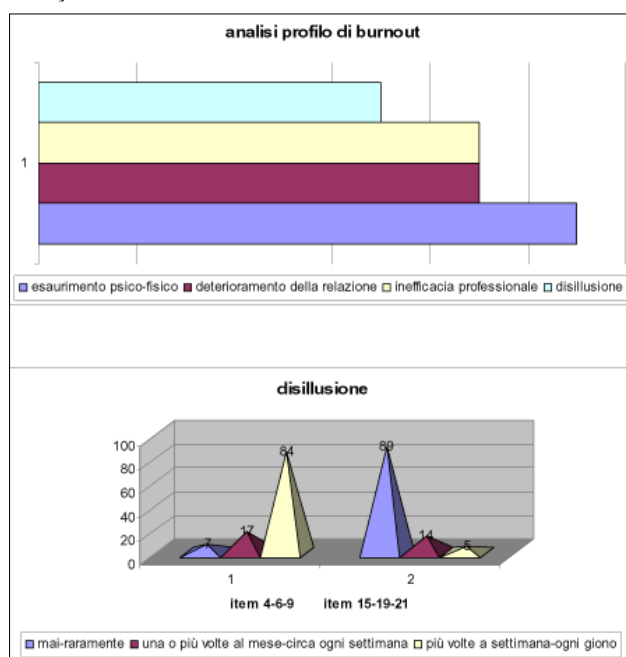 analisi profilo di burnout
1
esaurimento psico-fisico deterioramento della relazione inefficacia professionale disillusione
disillusione
100
80
60
40
20
0
7 17 84 89 14 5
1 2
item 4-6-9 item 15-19-21
mai-raramente una o più volte al mese-circa ogni settimana più volte a settimana-ogni giono